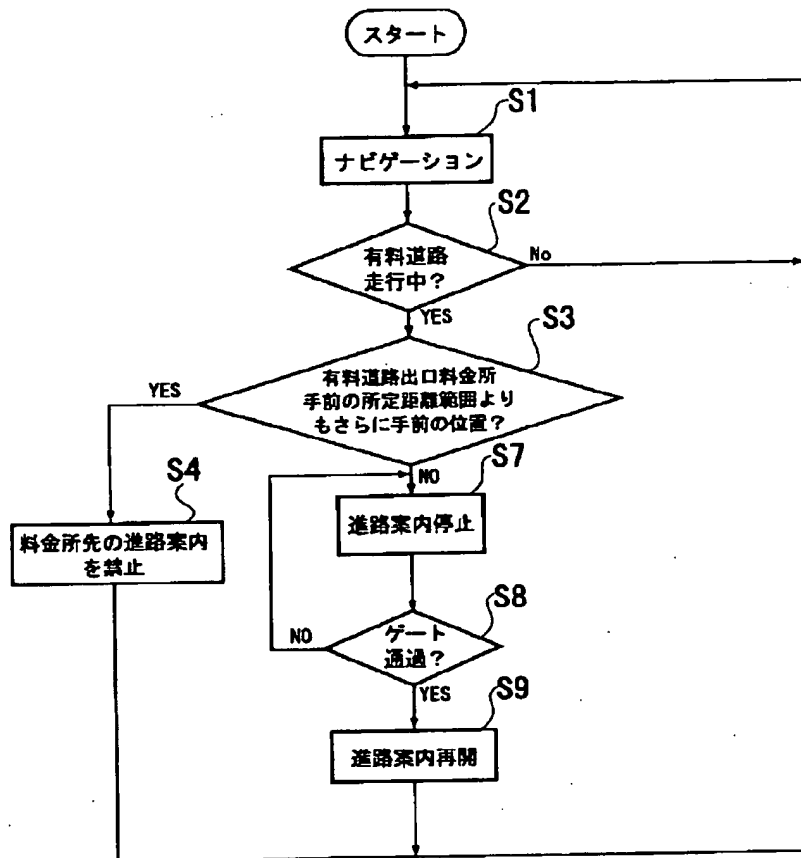 スタート
S1
ナビゲーション
S2
有料道路
走行中？
No
YES
S3
有料道路出口料金所
手前の所定距離範囲より
もさらに手前の位置？
YES
NO
S4
料金所先の進路案内
を禁止
S7
進路案内停止
S8
ゲート
通過？
NO
YES
S9
進路案内再開